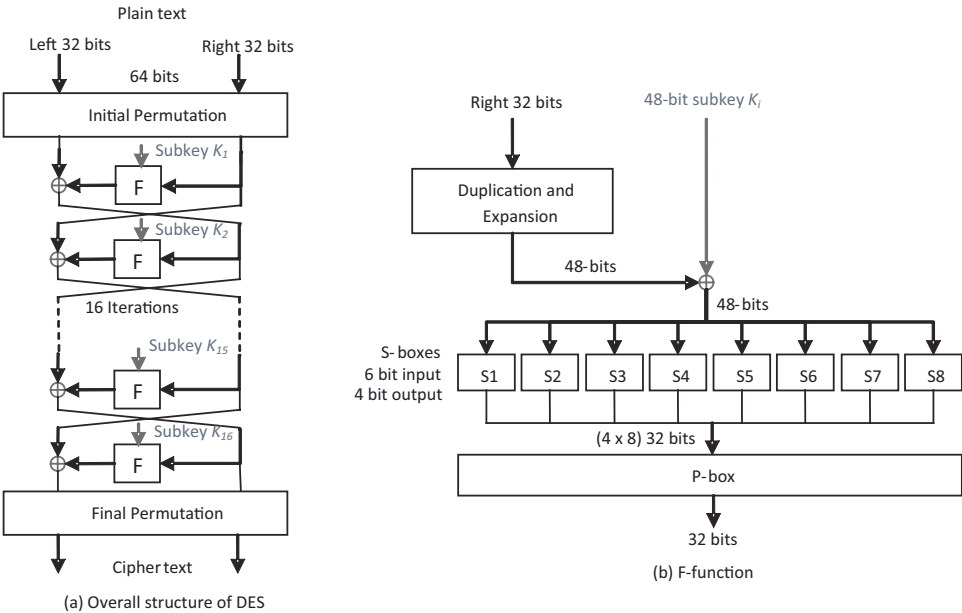 Plain text
Left 32 bits
Right 32 bits
64 bits
Initial Permutation
Subkey K1
F
Subkey K2
F
16 Iterations
Subkey K15
F
Subkey K16
F
Final Permutation
Cipher text
(a) Overall structure of DES
Right 32 bits
48-bit subkey Ki
Duplication and
Expansion
48-bits
48-bits
S-boxes
6 bit input
4 bit output
S1 S2 S3 S4 S5 S6 S7 S8
(4 x 8) 32 bits
P-box
32 bits
(b) F-function